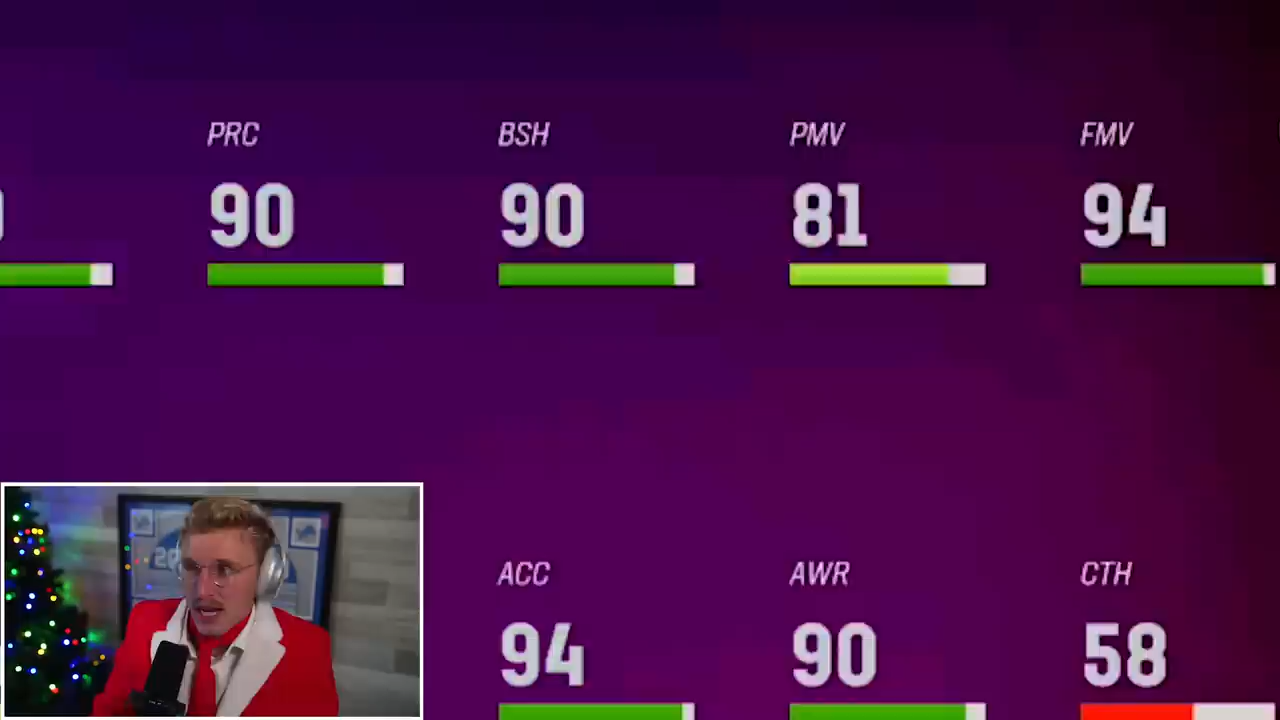 PRC BSH PMV FMV
90 90 81 94
ACC AWR CTH
94 90 58